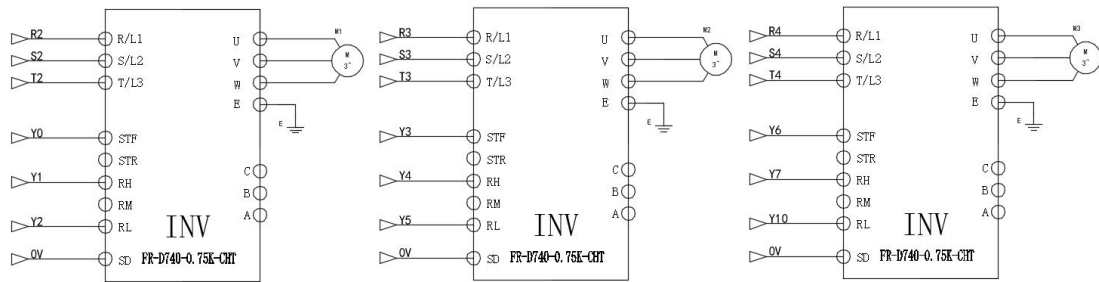 R2 R/L1 U M1
S2 S/L2 V M 3~
T2 T/L3 W
E
E
Y0 STF
STR
C
Y1 RH
B
RM
A
Y2 RL
INV
0V SD FR-D740-0.75K-CHT
R3 R/L1 U M2
S3 S/L2 V M 3~
T3 T/L3 W
E
E
Y3 STF
STR
C
Y4 RH
B
RM
A
Y5 RL
INV
0V SD FR-D740-0.75K-CHT
R4 R/L1 U M3
S4 S/L2 V M 3~
T4 T/L3 W
E
E
Y6 STF
STR
C
Y7 RH
B
RM
A
Y10 RL
INV
0V SD FR-D740-0.75K-CHT